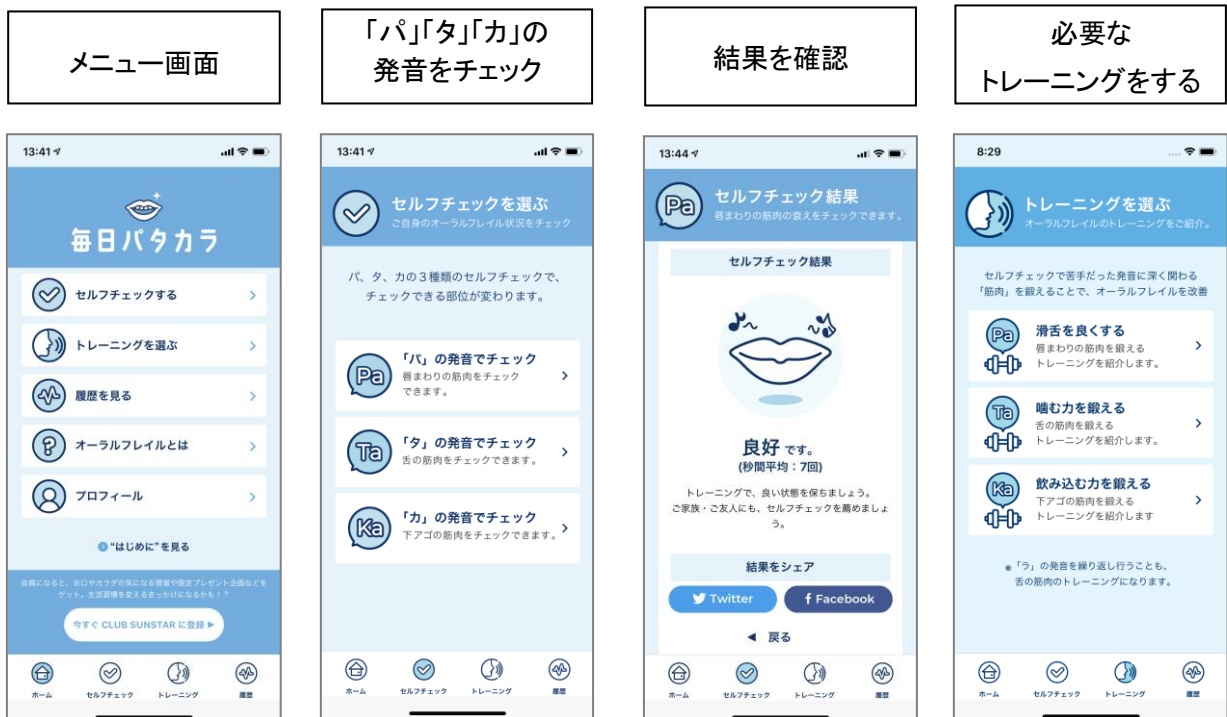 メニュー画面
「パ」「タ」「カ」の
発音をチェック
結果を確認
必要な
トレーニングをする
13:41
毎日パタカラ
セルフチェックする
トレーニングを選ぶ
履歴を見る
オーラルフレイルとは
プロフィール
“はじめに”を見る
会員になると、お口やカラダの気になる情報や限定プレゼント企画などを
ゲット。生活習慣を変えるきっかけになるかも！？
今すぐ CLUB SUNSTAR に登録 ▶
ホーム セルフチェック トレーニング 履歴
13:41
セルフチェックを選ぶ
ご自身のオーラルフレイル状況をチェック
パ、タ、カの３種類のセルフチェックで、
チェックできる部位が変わります。
Pa
「パ」の発音でチェック
唇まわりの筋肉をチェック
できます。
Ta
「タ」の発音でチェック
舌の筋肉をチェックできます。
Ka
「カ」の発音でチェック
下アゴの筋肉をチェックできます。
ホーム セルフチェック トレーニング 履歴
13:44
Pa
セルフチェック結果
唇まわりの筋肉の衰えをチェックできます。
セルフチェック結果
良好 です。
(秒間平均：7回)
トレーニングで、良い状態を保ちましょう。
ご家族・ご友人にも、セルフチェックを薦めましょ
う。
結果をシェア
Twitter
Facebook
◀ 戻る
ホーム セルフチェック トレーニング 履歴
8:29
トレーニングを選ぶ
オーラルフレイルのトレーニングをご紹介。
セルフチェックで苦手だった発音に深く関わる
「筋肉」を鍛えることで、オーラルフレイルを改善
Pa
滑舌を良くする
唇まわりの筋肉を鍛える
トレーニングを紹介します。
Ta
噛む力を鍛える
舌の筋肉を鍛える
トレーニングを紹介します。
Ka
飲み込む力を鍛える
下アゴの筋肉を鍛える
トレーニングを紹介します
※「ラ」の発音を繰り返し行うことも、
舌の筋肉のトレーニングになります。
ホーム セルフチェック トレーニング 履歴